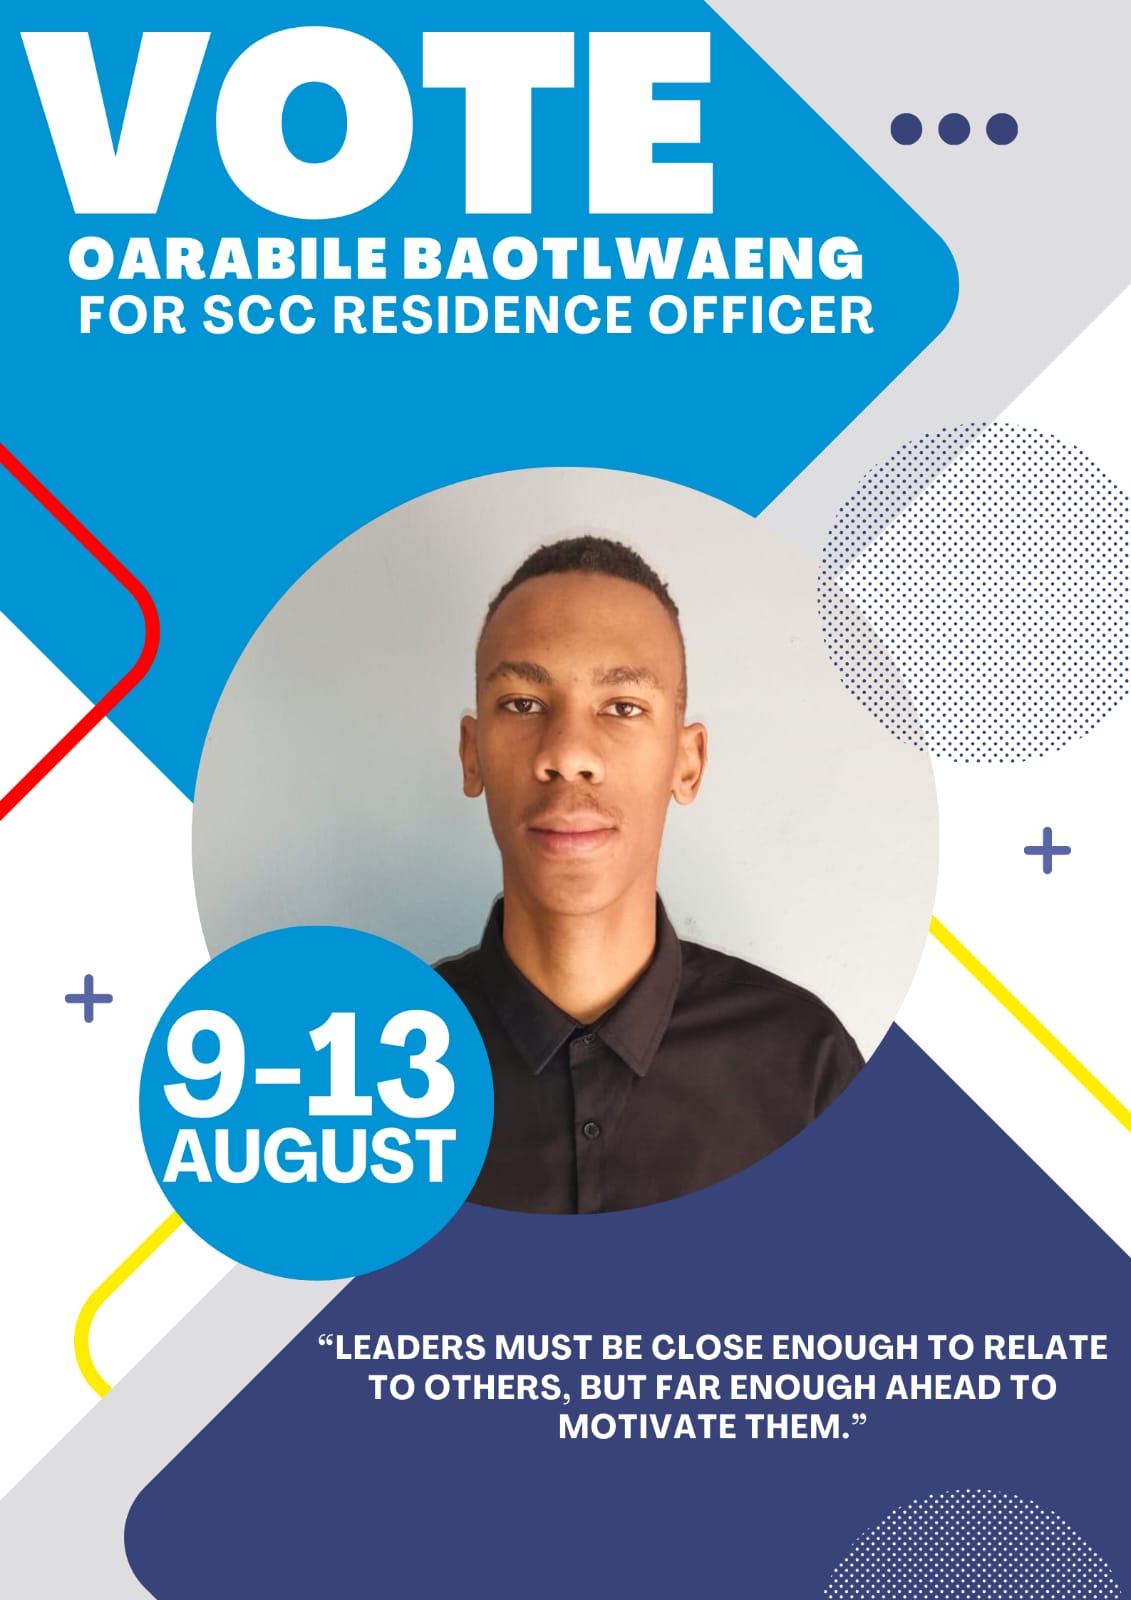 VOTE
OARABILE BAOTLWAENG
FOR SCC RESIDENCE OFFICER
9-13
AUGUST
“LEADERS MUST BE CLOSE ENOUGH TO RELATE
TO OTHERS, BUT FAR ENOUGH AHEAD TO
MOTIVATE THEM.”